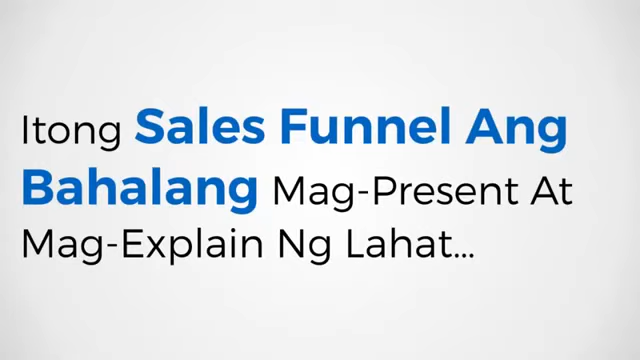 Itong Sales Funnel Ang
Bahalang Mag-Present At
Mag-Explain Ng Lahat...